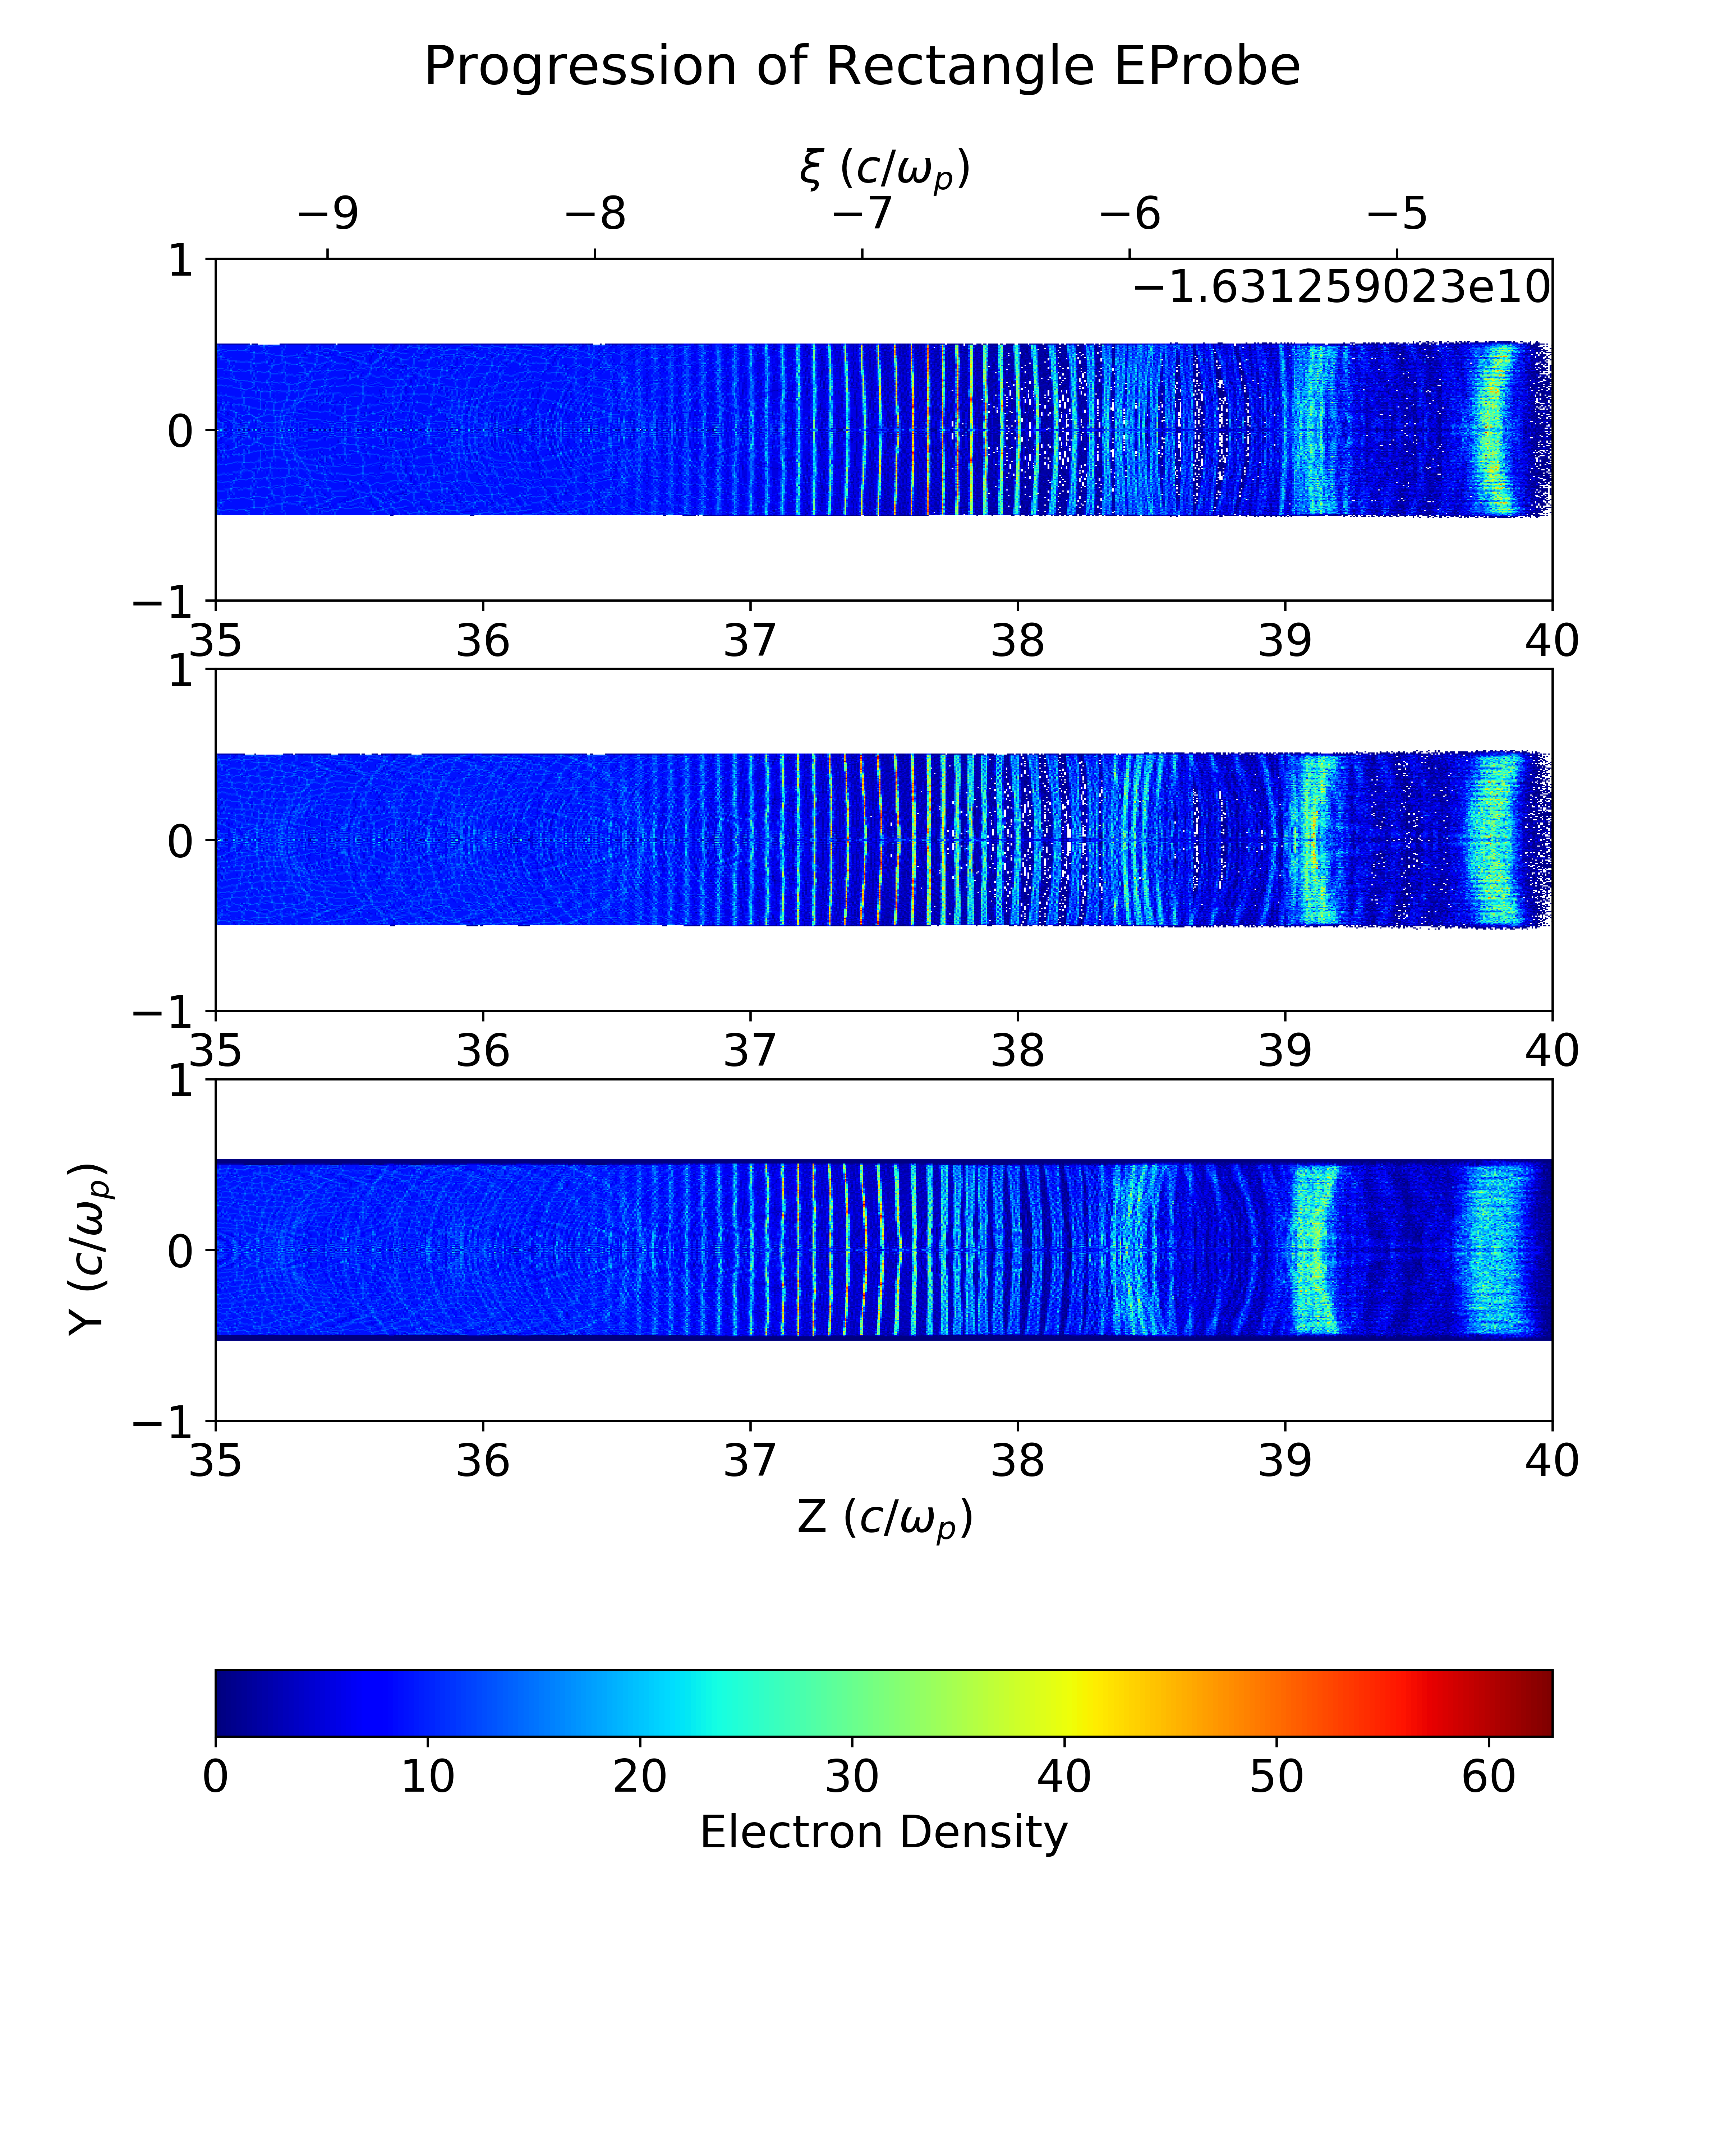 Progression of Rectangle EProbe
ξ (c/ωp)
−9 −8 −7 −6 −5
−1.631259023e10
1
0
−1
35 36 37 38 39 40
1
0
−1
35 36 37 38 39 40
1
0
−1
Y (c/ωp)
35 36 37 38 39 40
Z (c/ωp)
0 10 20 30 40 50 60
Electron Density